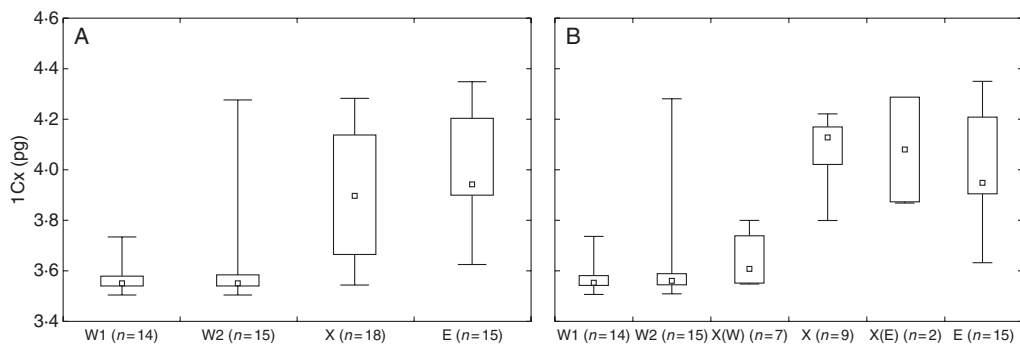 4·6
4·4
4·2
4·0
3·8
3·6
3·4
1Cx (pg)
A
W1 (n=14) W2 (n=15) X (n=18) E (n=15)
B
W1 (n=14) W2 (n=15) X(W) (n=7) X (n=9) X(E) (n=2) E (n=15)